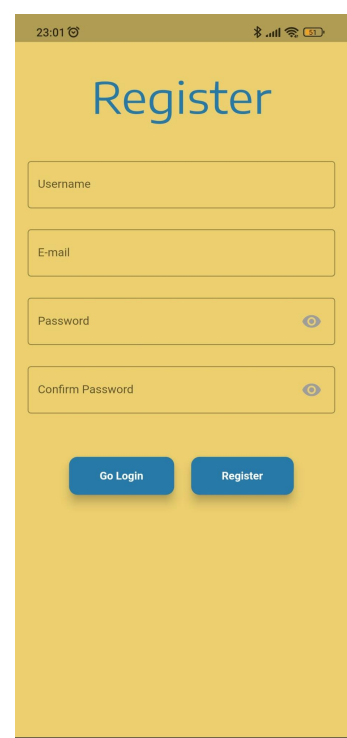 23:01 51
Register
Username
E-mail
Password
Confirm Password
Go Login Register